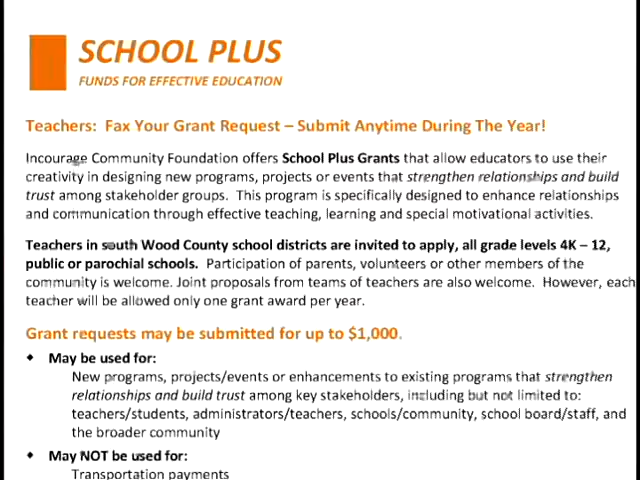 SCHOOL PLUS
FUNDS FOR EFFECTIVE EDUCATION
Teachers: Fax Your Grant Request – Submit Anytime During The Year!
Incourage Community Foundation offers School Plus Grants that allow educators to use their
creativity in designing new programs, projects or events that strengthen relationships and build
trust among stakeholder groups. This program is specifically designed to enhance relationships
and communication through effective teaching, learning and special motivational activities.
Teachers in south Wood County school districts are invited to apply, all grade levels 4K – 12,
public or parochial schools. Participation of parents, volunteers or other members of the
community is welcome. Joint proposals from teams of teachers are also welcome. However, each
teacher will be allowed only one grant award per year.
Grant requests may be submitted for up to $1,000.
◆ May be used for:
New programs, projects/events or enhancements to existing programs that strengthen
relationships and build trust among key stakeholders, including but not limited to:
teachers/students, administrators/teachers, schools/community, school board/staff, and
the broader community
◆ May NOT be used for:
Transportation payments